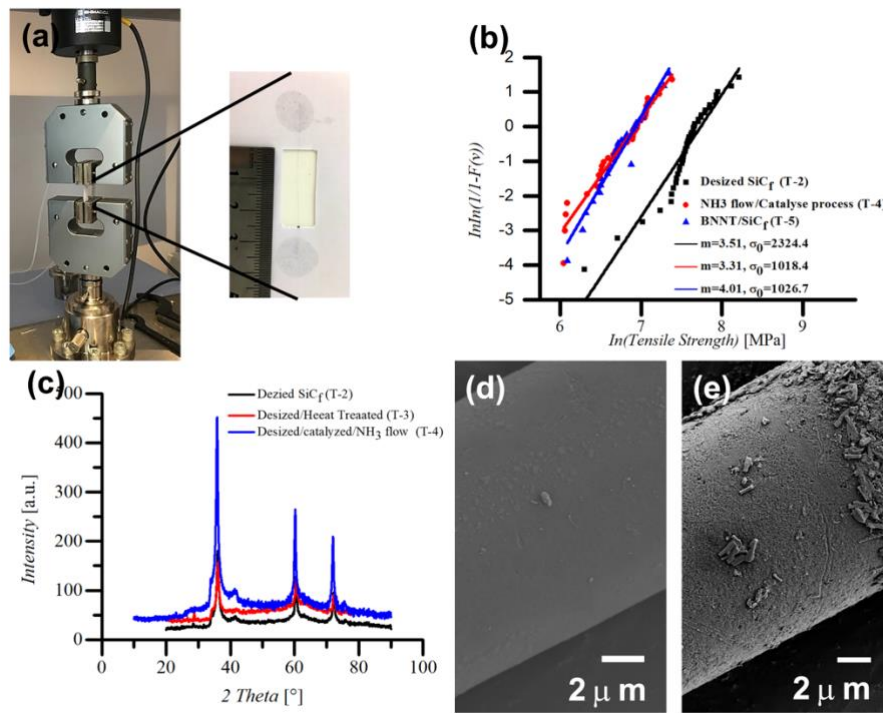 (a)
(b)
lnln(1/1-F(v)
2
1
0
-1
-2
-3
-4
-5
6
7
8
9
ln(Tensile Strength) [MPa]
Desized SiCf (T-2)
NH3 flow/Catalyse process (T-4)
BNNT/SiCf(T-5)
m=3.51, σ0=2324.4
m=3.31, σ0=1018.4
m=4.01, σ0=1026.7
(c)
Intensity [a.u.]
500
400
300
200
100
0
0
20
40
60
80
100
2 Theta [°]
Dezied SiCf (T-2)
Desized/Heeat Treaated (T-3)
Desized/catalyzed/NH3 flow (T-4)
(d)
2 μ m
(e)
2 μ m